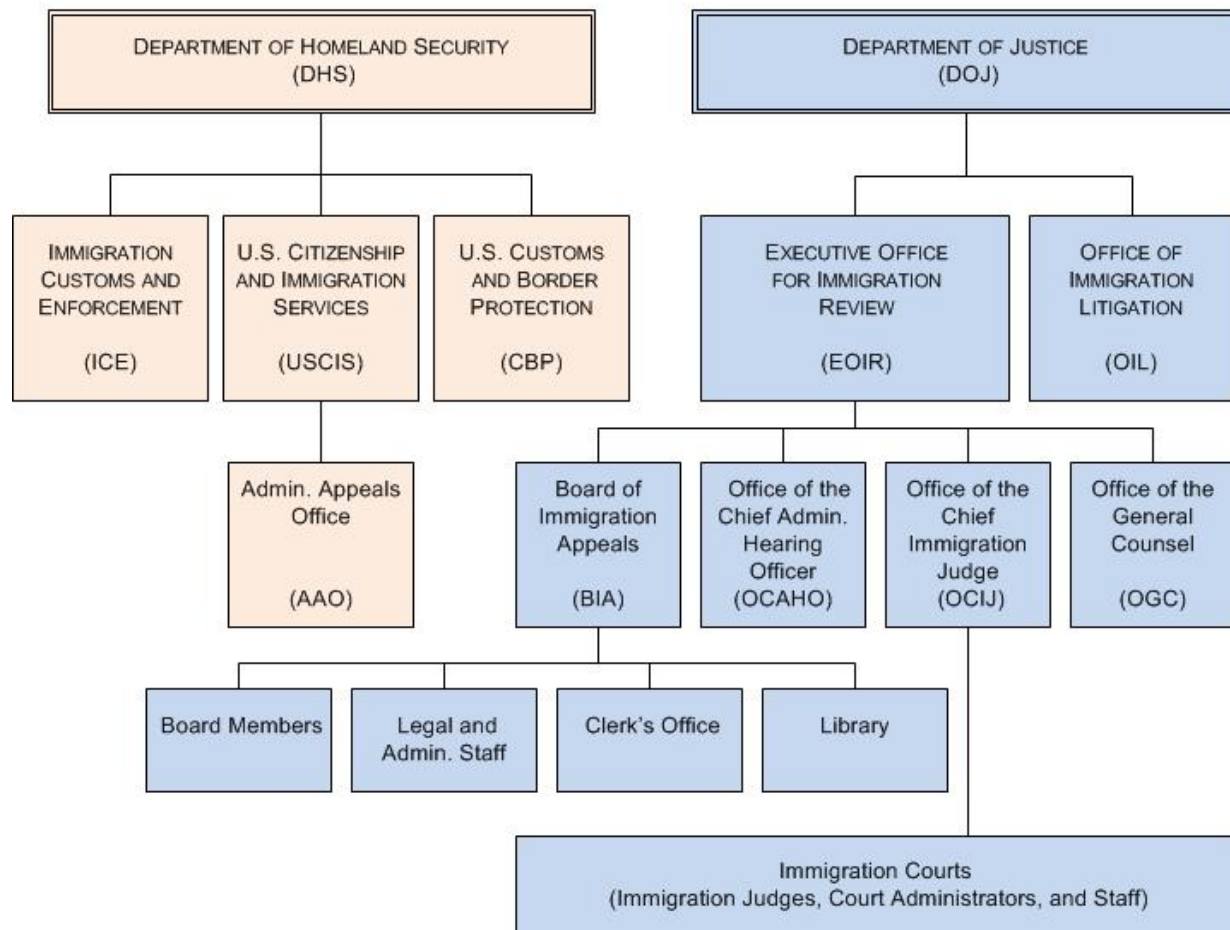 DEPARTMENT OF HOMELAND SECURITY
(DHS)
DEPARTMENT OF JUSTICE
(DOJ)
IMMIGRATION
CUSTOMS AND
ENFORCEMENT
(ICE)
U.S. CITIZENSHIP
AND IMMIGRATION
SERVICES
(USCIS)
U.S. CUSTOMS
AND BORDER
PROTECTION
(CBP)
EXECUTIVE OFFICE
FOR IMMIGRATION
REVIEW
(EOIR)
OFFICE OF
IMMIGRATION
LITIGATION
(OIL)
Admin. Appeals
Office
(AAO)
Board of
Immigration
Appeals
(BIA)
Office of the
Chief Admin.
Hearing
Officer
(OCAHO)
Office of the
Chief
Immigration
Judge
(OCIJ)
Office of the
General
Counsel
(OGC)
Board Members
Legal and
Admin. Staff
Clerk's Office
Library
Immigration Courts
(Immigration Judges, Court Administrators, and Staff)